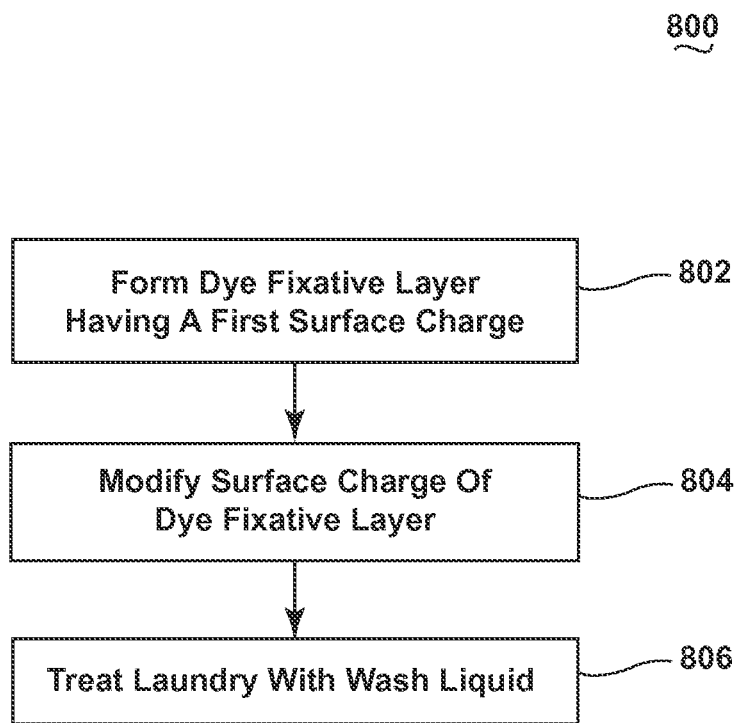 800
Form Dye Fixative Layer
Having A First Surface Charge
802
Modify Surface Charge Of
Dye Fixative Layer
804
Treat Laundry With Wash Liquid
806